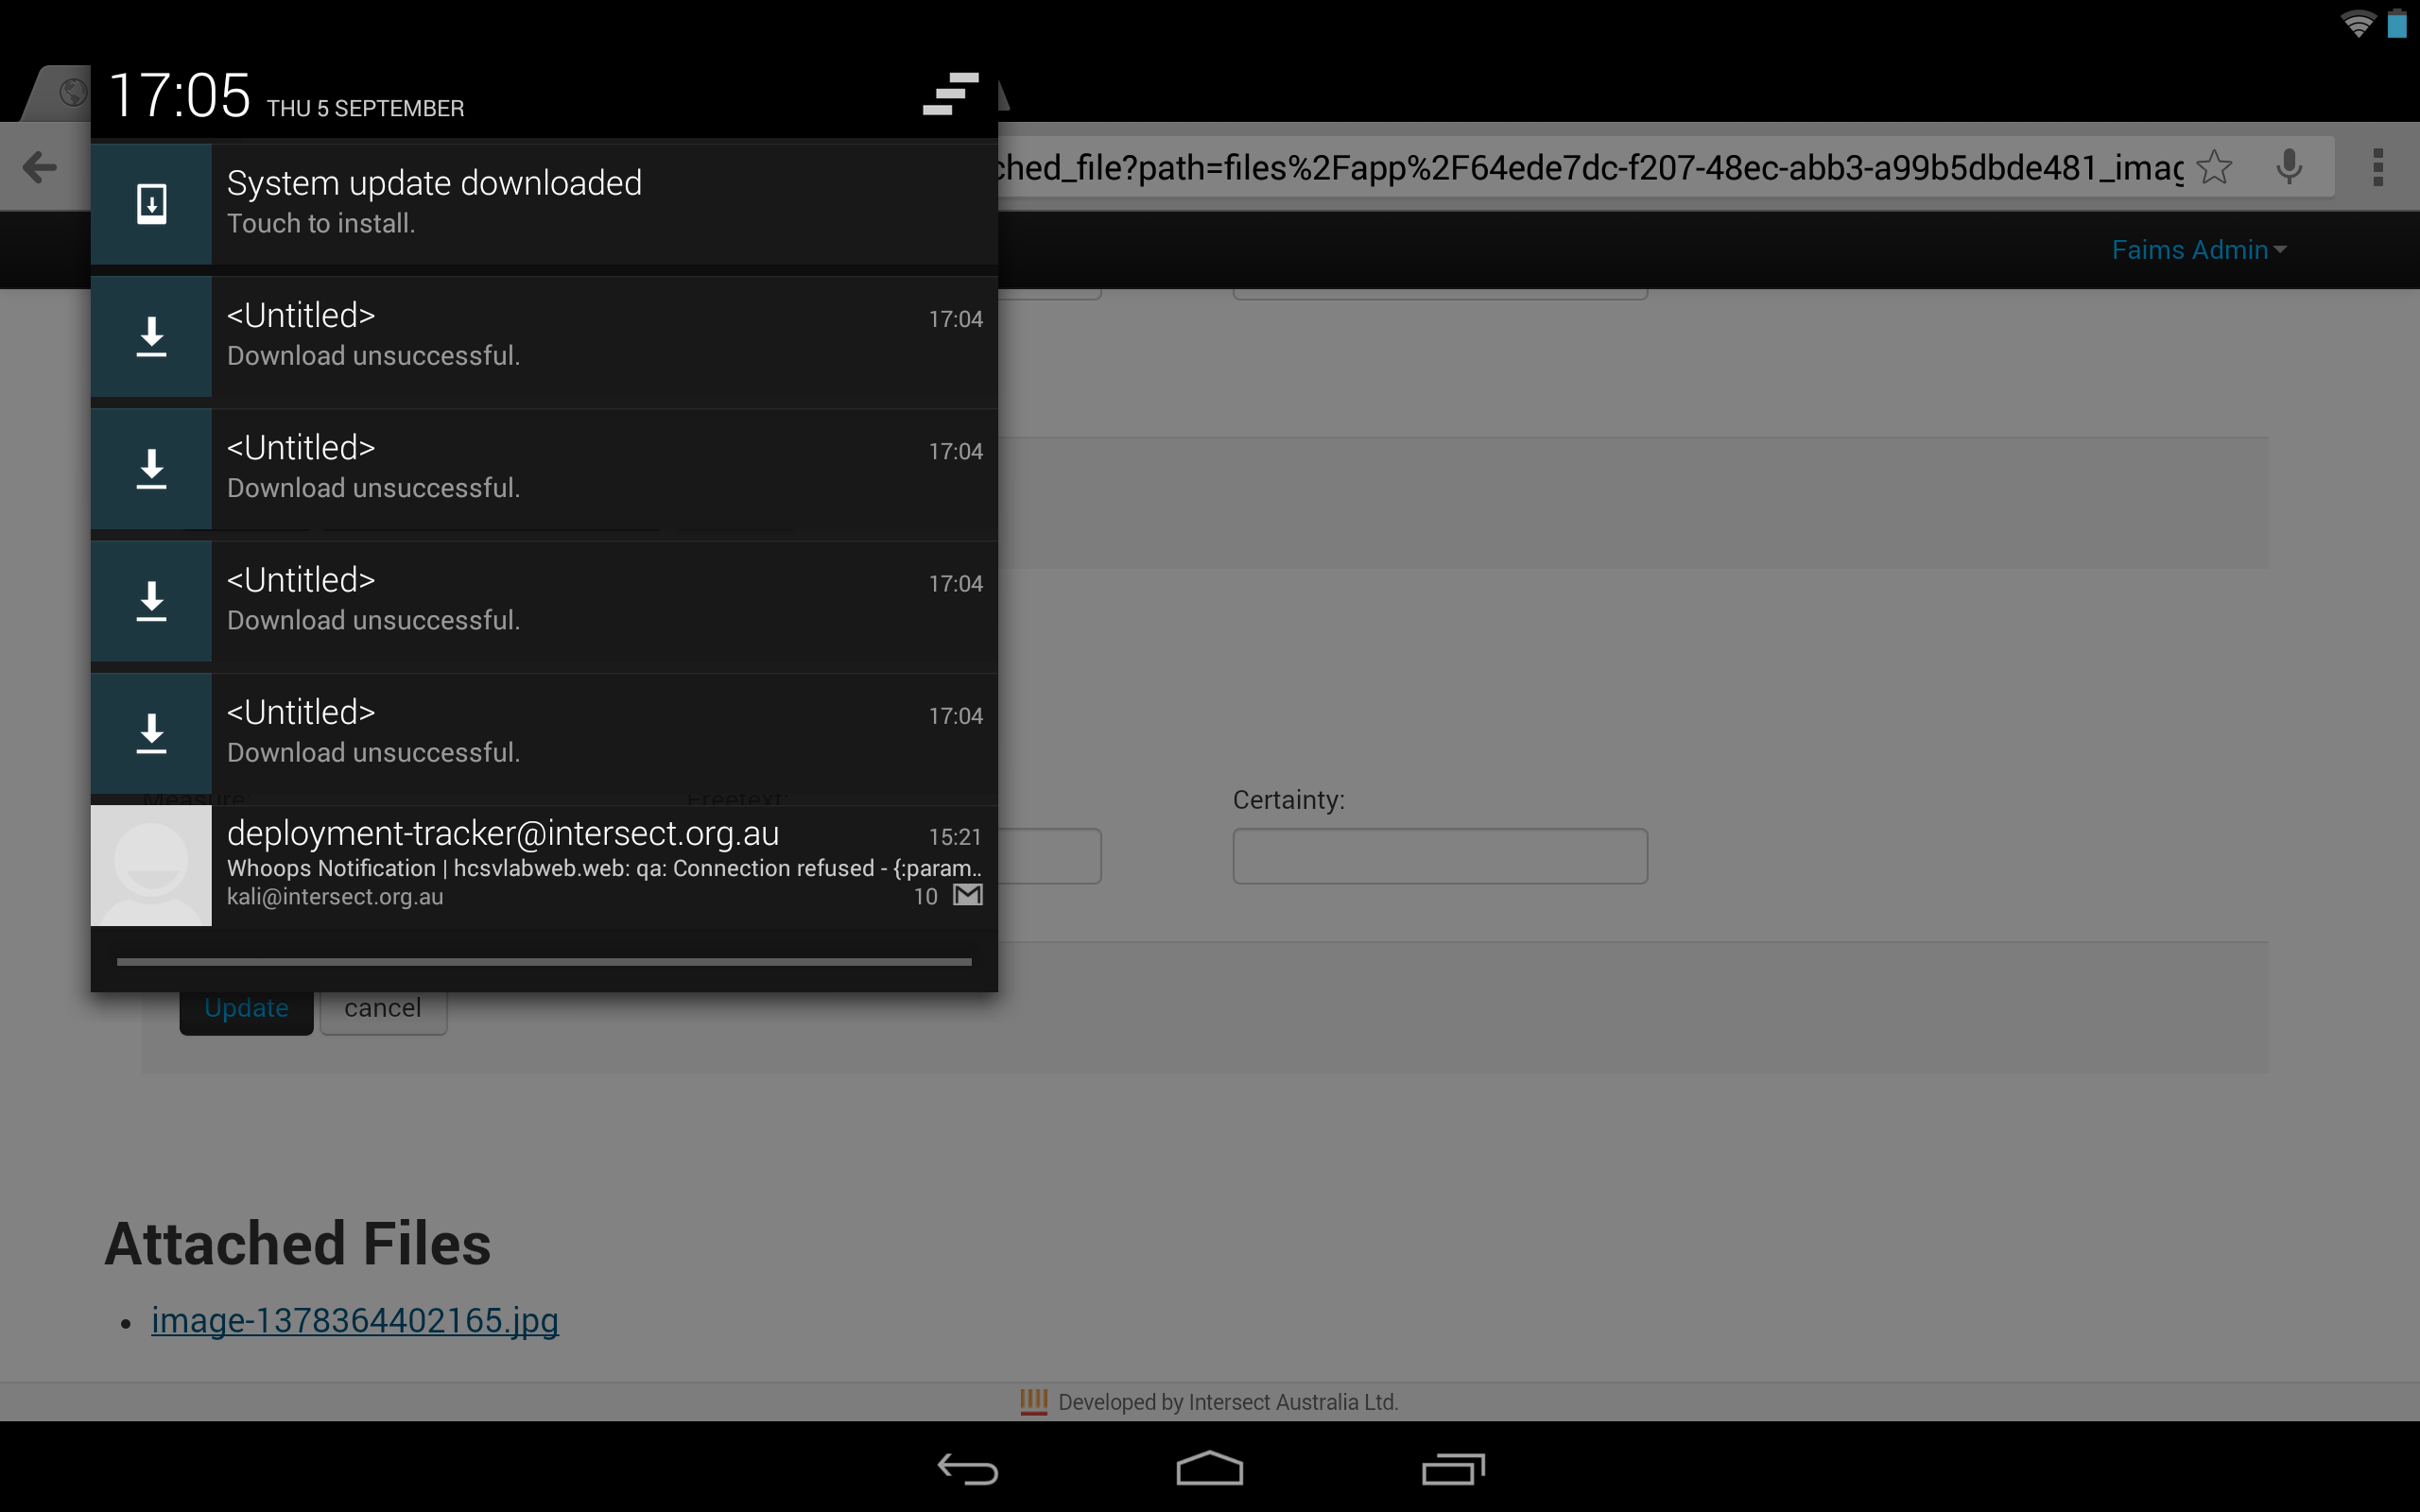 17:05 THU 5 SEPTEMBER
ched_file?path=files%2Fapp%2F64ede7dc-f207-48ec-abb3-a99b5dbde481_imag
Faims Admin
System update downloaded
Touch to install.
<Untitled> 17:04
Download unsuccessful.
<Untitled> 17:04
Download unsuccessful.
<Untitled> 17:04
Download unsuccessful.
<Untitled> 17:04
Download unsuccessful.
Measure: Freetext: Certainty:
deployment-tracker@intersect.org.au 15:21
Whoops Notification | hcsvlabweb.web: qa: Connection refused - {:param..
kali@intersect.org.au 10
Update cancel
Attached Files
• image-1378364402165.jpg
Developed by Intersect Australia Ltd.